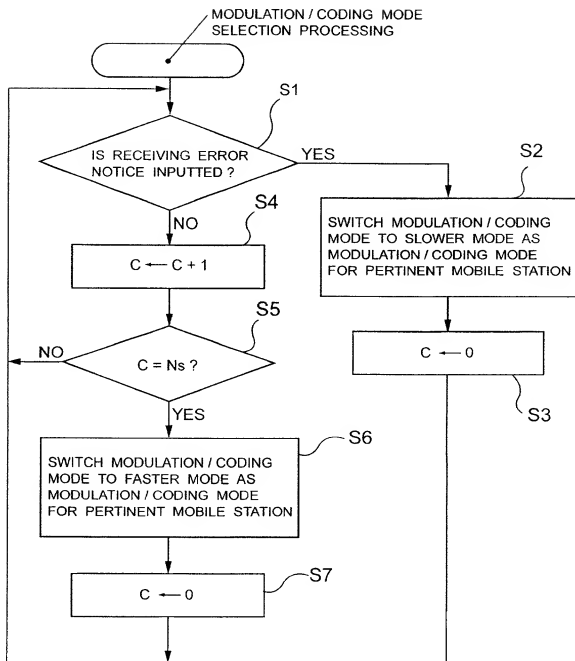 MODULATION / CODING MODE
SELECTION PROCESSING
S1
IS RECEIVING ERROR
NOTICE INPUTTED ?
YES
NO
S2
SWITCH MODULATION / CODING
MODE TO SLOWER MODE AS
MODULATION / CODING MODE
FOR PERTINENT MOBILE STATION
C ← 0
S3
S4
C ← C + 1
S5
C = Ns ?
NO
YES
S6
SWITCH MODULATION / CODING
MODE TO FASTER MODE AS
MODULATION / CODING MODE
FOR PERTINENT MOBILE STATION
S7
C ← 0